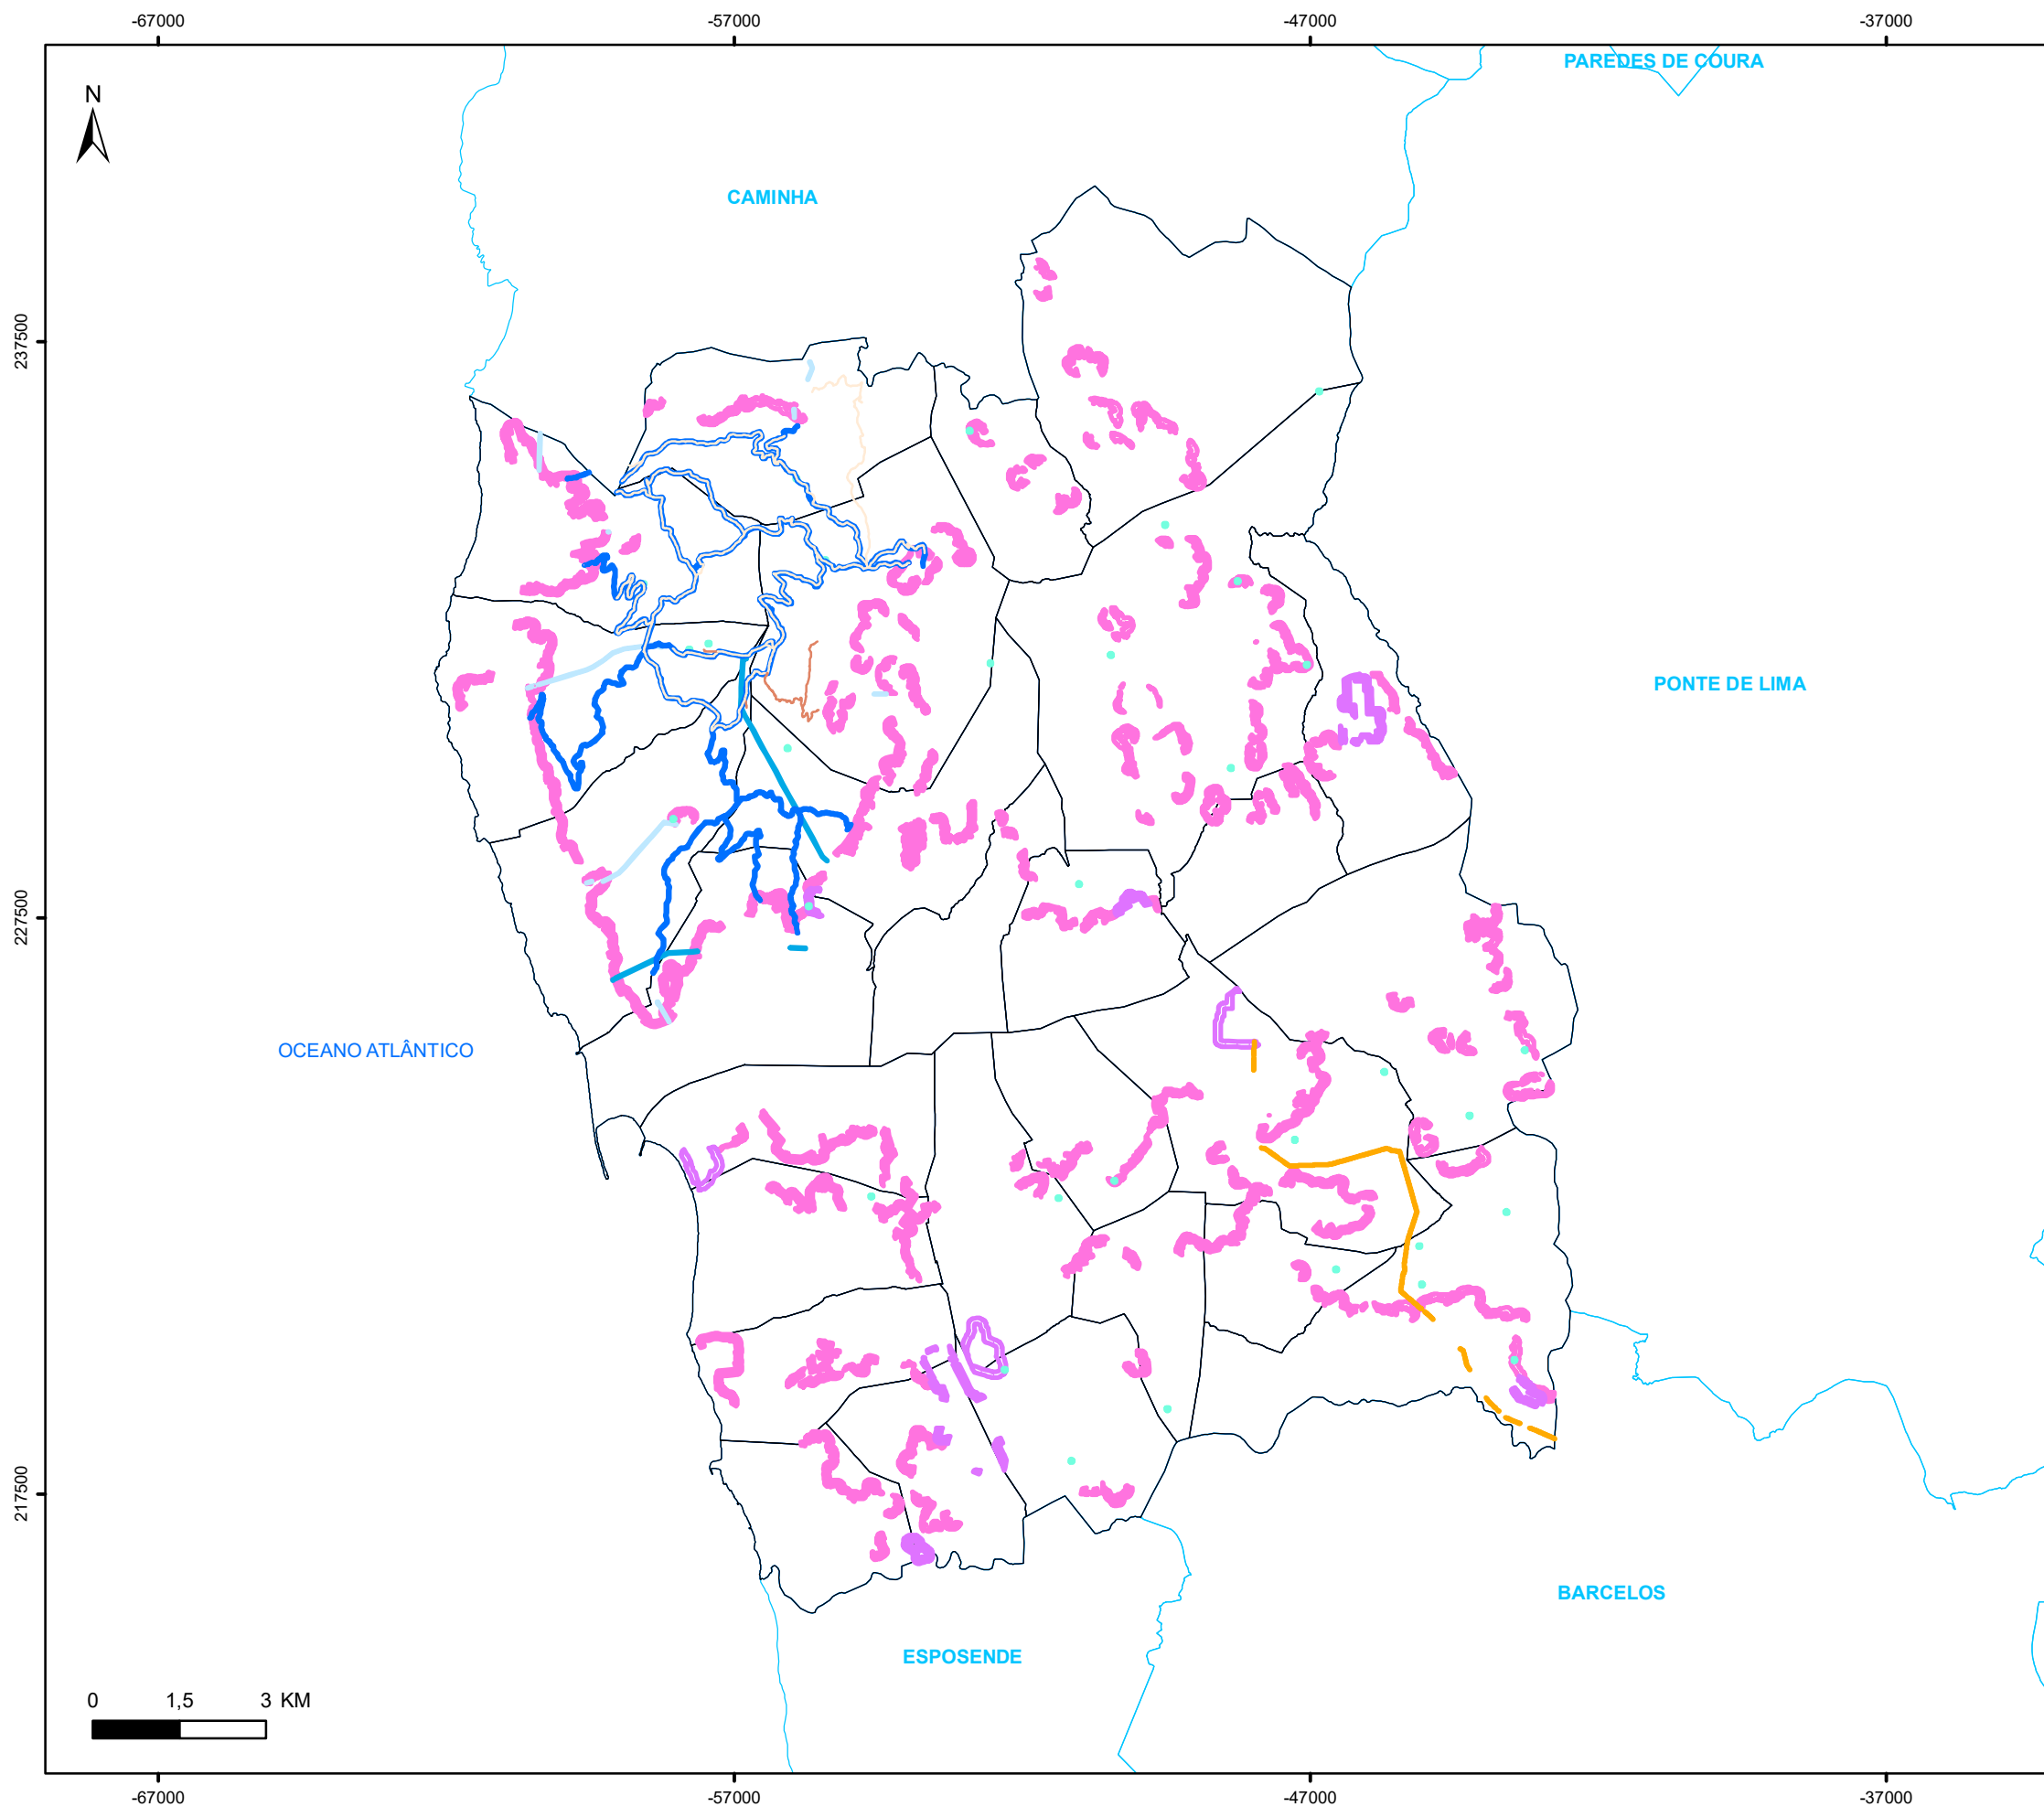 -67000 -57000 -47000 -37000
PAREDES DE COURA
N
CAMINHA
237500
PONTE DE LIMA
227500
OCEANO ATLÂNTICO
217500
BARCELOS
ESPOSENDE
0 1,5 3 KM
-67000 -57000 -47000 -37000